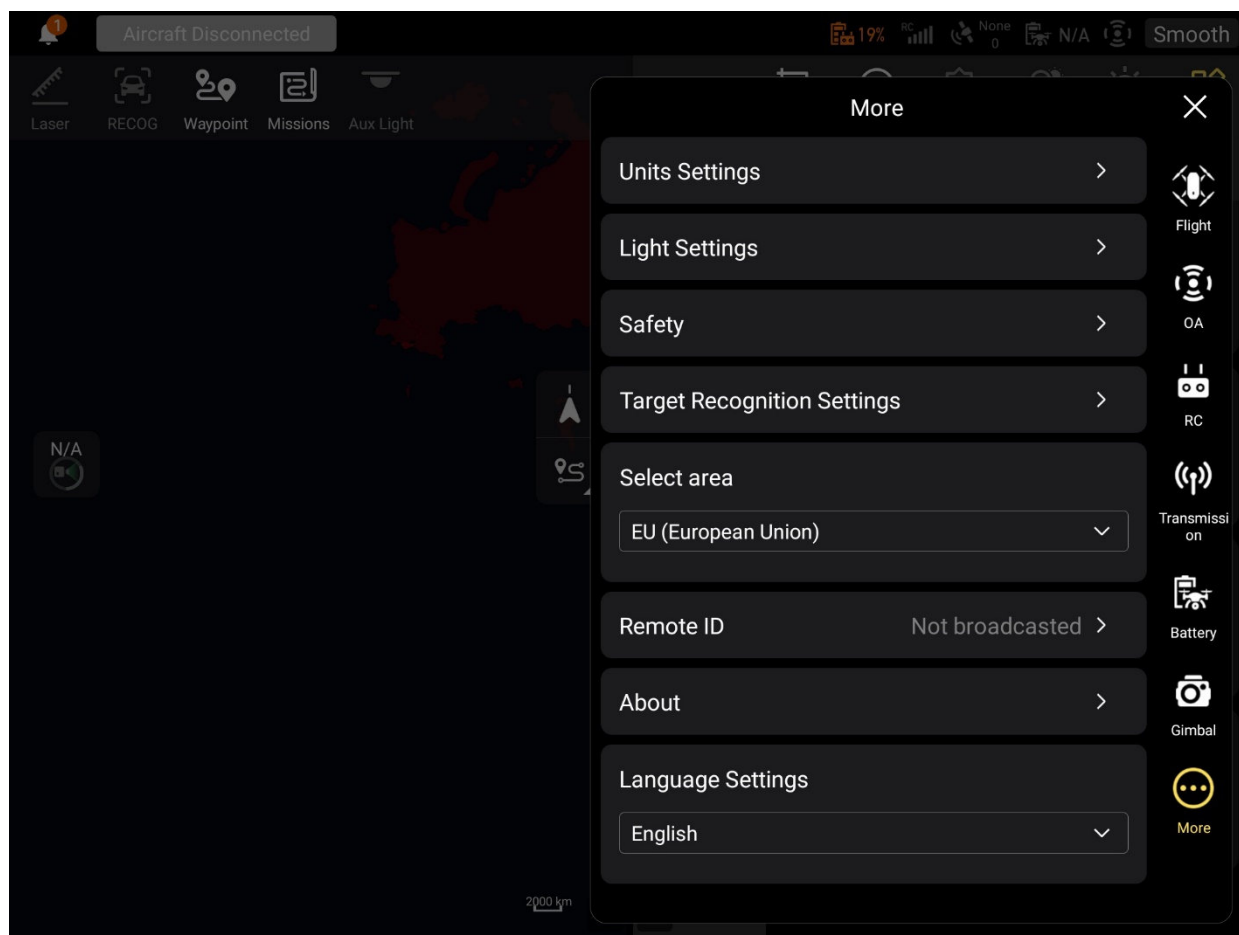 1
Aircraft Disconnected
19%
RC
None
0
N/A
Smooth
Laser
RECOG
Waypoint
Missions
Aux Light
More
Units Settings
Light Settings
Safety
Target Recognition Settings
Select area
EU (European Union)
Remote ID
Not broadcasted
About
Language Settings
English
Flight
OA
RC
Transmissi
on
Battery
Gimbal
More
N/A
2000 km